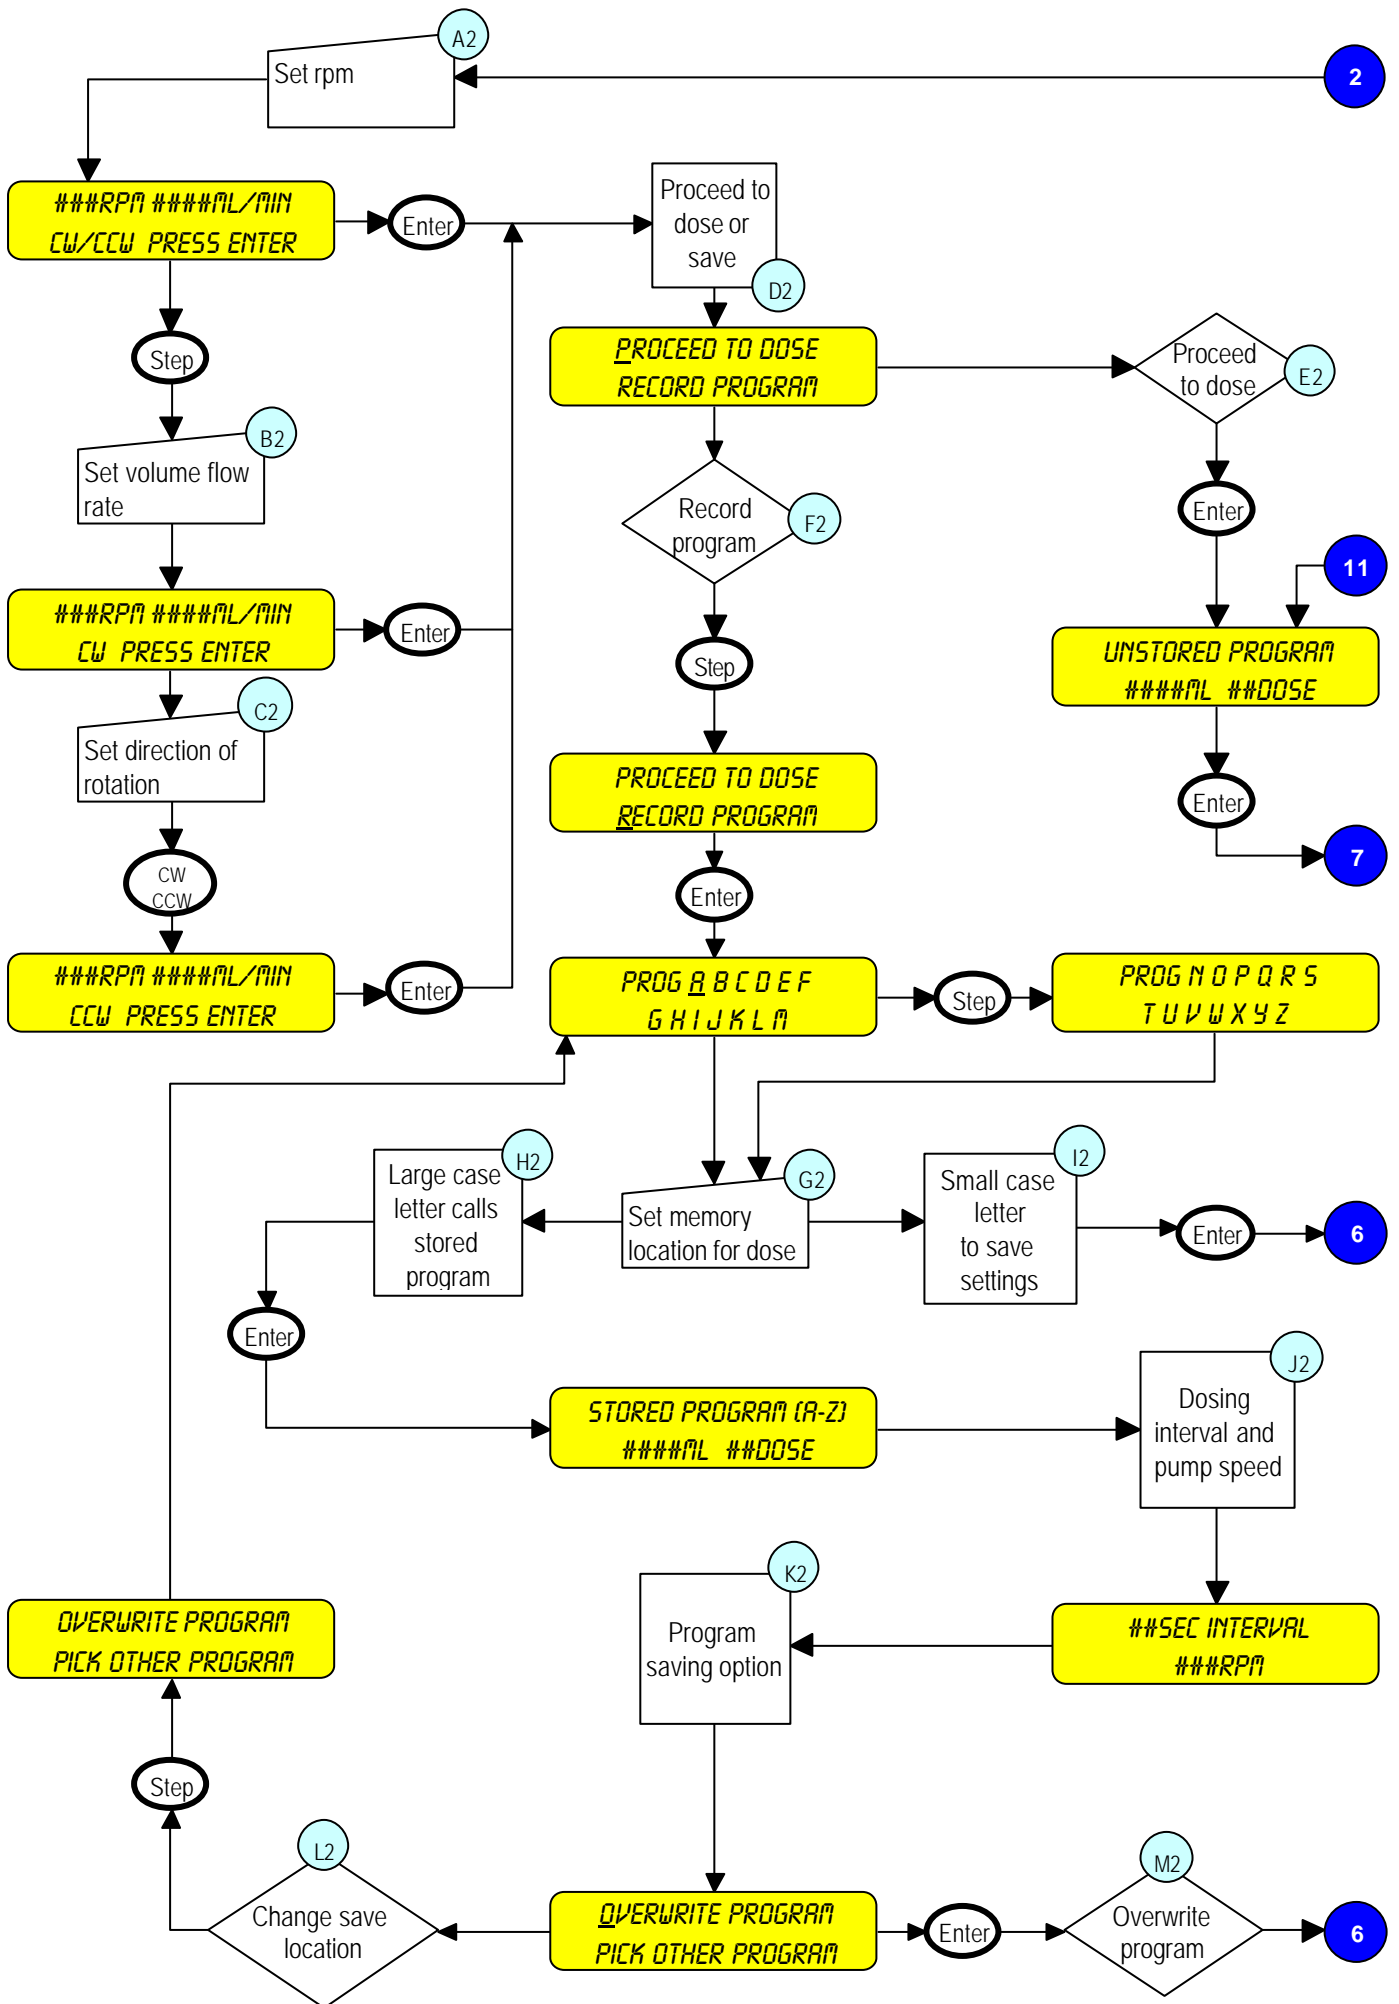 A2
Set rpm
2
###RPM ####ML/MIN
CW/CCW PRESS ENTER
Enter
Proceed to
dose or
save
D2
Step
PROCEED TO DOSE
RECORD PROGRAM
Proceed
to dose
E2
B2
Set volume flow
rate
Record
program
F2
Enter
11
###RPM ####ML/MIN
CW PRESS ENTER
Enter
Step
UNSTORED PROGRAM
####ML ##DOSE
C2
Set direction of
rotation
PROCEED TO DOSE
RECORD PROGRAM
Enter
7
CW
CCW
Enter
###RPM ####ML/MIN
CCW PRESS ENTER
Enter
PROG A B C D E F
G H I J K L M
Step
PROG N O P Q R S
T U V W X Y Z
H2
Large case
letter calls
stored
program
G2
Set memory
location for dose
I2
Small case
letter
to save
settings
Enter
6
Enter
J2
Dosing
interval and
pump speed
STORED PROGRAM (A-Z)
####ML ##DOSE
K2
Program
saving option
##SEC INTERVAL
###RPM
OVERWRITE PROGRAM
PICK OTHER PROGRAM
Step
L2
Change save
location
OVERWRITE PROGRAM
PICK OTHER PROGRAM
Enter
M2
Overwrite
program
6